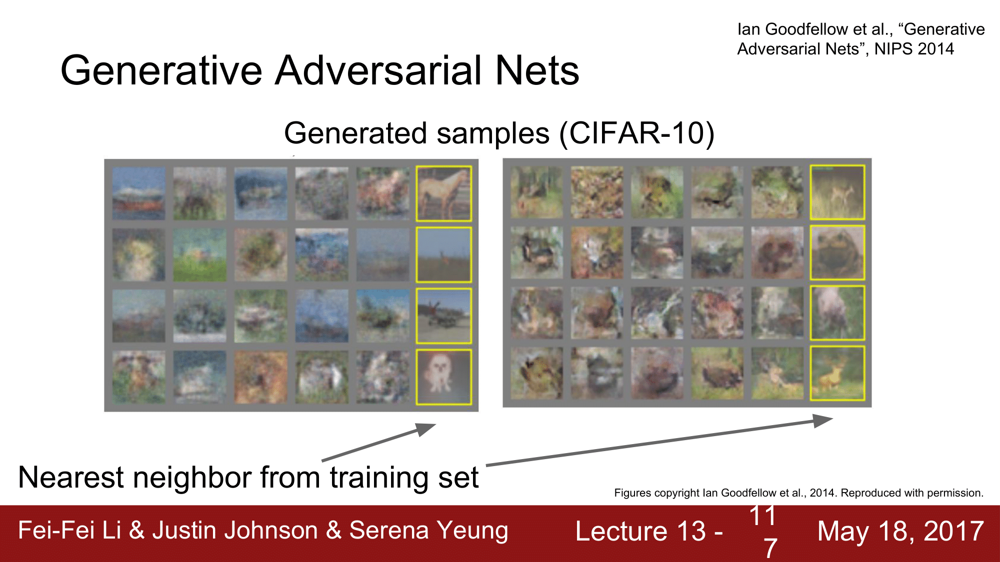 Ian Goodfellow et al., “Generative
Adversarial Nets”, NIPS 2014
Generative Adversarial Nets
Generated samples (CIFAR-10)
Nearest neighbor from training set
Figures copyright Ian Goodfellow et al., 2014. Reproduced with permission.
Fei-Fei Li & Justin Johnson & Serena Yeung
Lecture 13 -
11
7
May 18, 2017